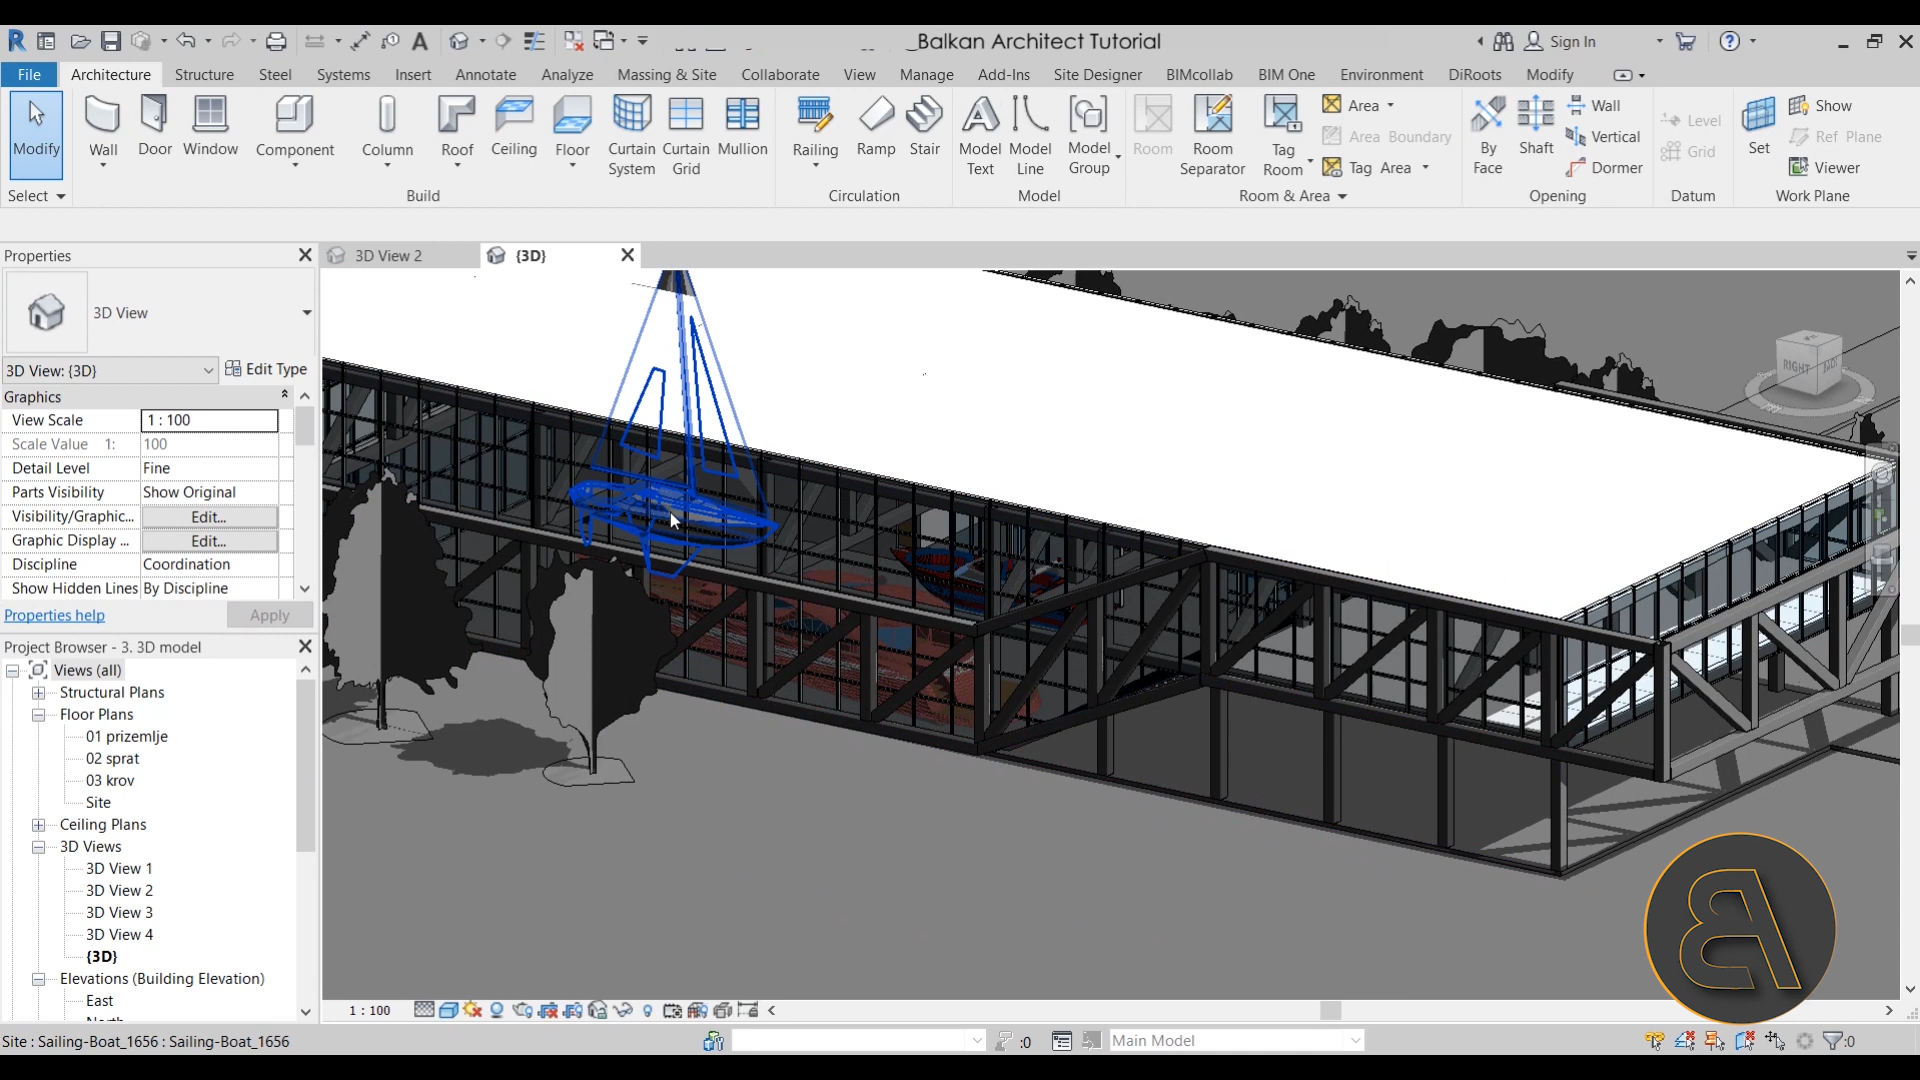 Balkan Architect Tutorial
Sign In
File Architecture Structure Steel Systems Insert Annotate Analyze Massing & Site Collaborate View Manage Add-Ins Site Designer BIMcollab BIM One Environment DiRoots Modify
Modify Wall Door Window Component Column Roof Ceiling Floor Curtain System Curtain Grid Mullion Railing Ramp Stair Model Text Model Line Model Group Room Room Separator Tag Room
Area
Area Boundary
Tag Area
By Face Shaft
Wall
Vertical
Dormer
Level
Grid
Set
Show
Ref Plane
Viewer
Select Build Circulation Model Room & Area Opening Datum Work Plane
Properties
3D View 2 {3D}
3D View
3D View: {3D} Edit Type
Graphics
View Scale 1 : 100
Scale Value 1: 100
Detail Level Fine
Parts Visibility Show Original
Visibility/Graphic... Edit...
Graphic Display ... Edit...
Discipline Coordination
Show Hidden Lines By Discipline
Properties help Apply
Project Browser - 3. 3D model
Views (all)
Structural Plans
Floor Plans
01 prizemlje
02 sprat
03 krov
Site
Ceiling Plans
3D Views
3D View 1
3D View 2
3D View 3
3D View 4
{3D}
Elevations (Building Elevation)
East
RIGHT
1 : 100
Site : Sailing-Boat_1656 : Sailing-Boat_1656
:0
Main Model
:0